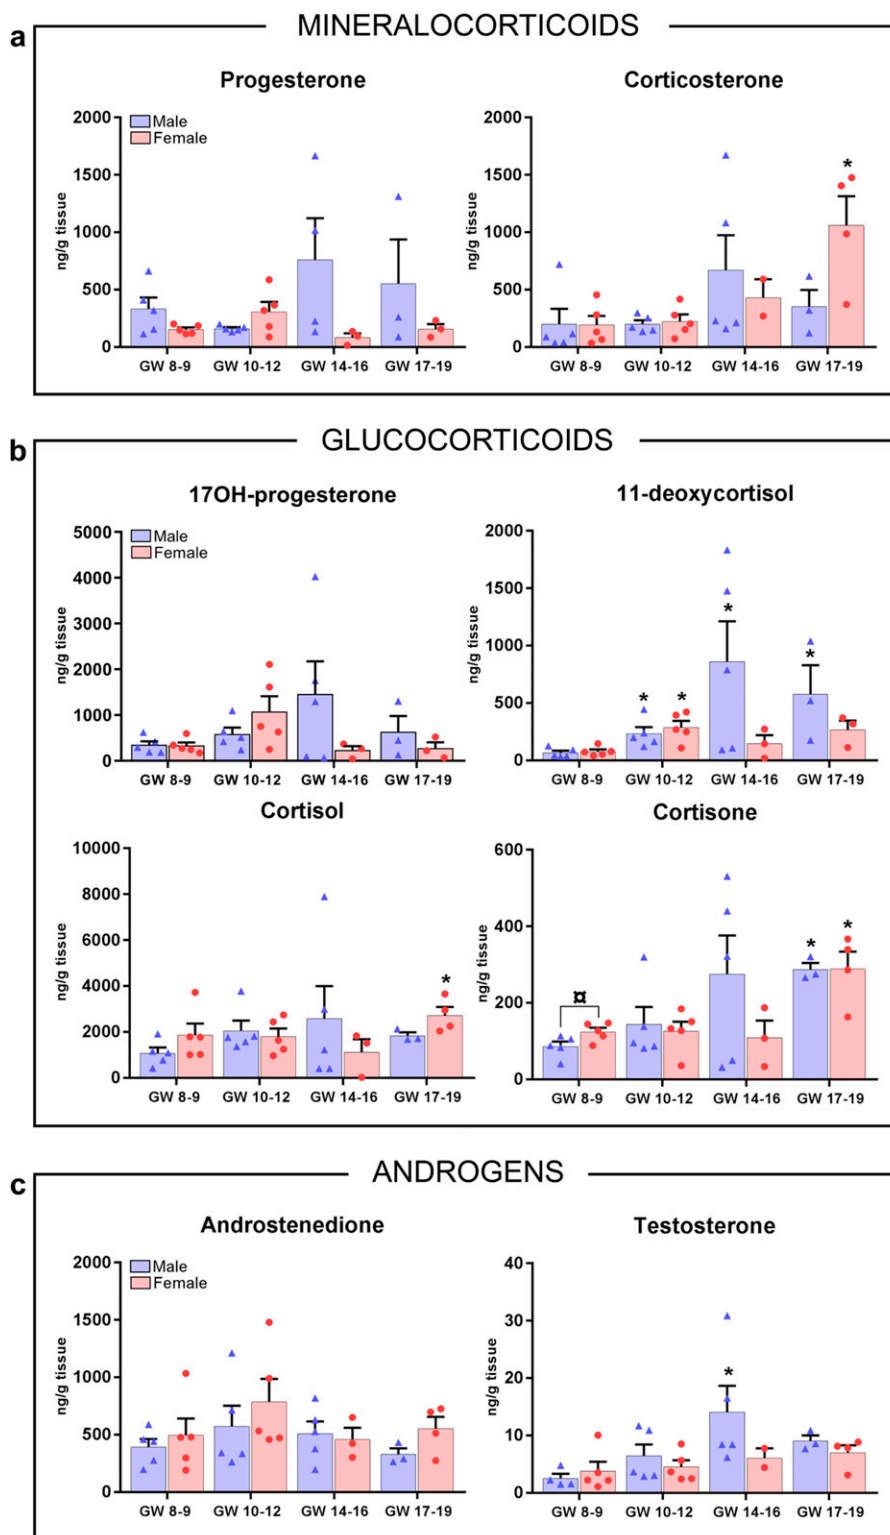 a
MINERALOCORTICOIDS
Progesterone
2000
1500
1000
500
0
ng/g tissue
Male
Female
GW 8-9 GW 10-12 GW 14-16 GW 17-19
Corticosterone
2000
1500
1000
500
0
ng/g tissue
*
GW 8-9 GW 10-12 GW 14-16 GW 17-19
b
GLUCOCORTICOIDS
17OH-progesterone
5000
4000
3000
2000
1000
0
ng/g tissue
Male
Female
GW 8-9 GW 10-12 GW 14-16 GW 17-19
11-deoxycortisol
2000
1500
1000
500
0
ng/g tissue
* * * *
GW 8-9 GW 10-12 GW 14-16 GW 17-19
Cortisol
10000
8000
6000
4000
2000
0
ng/g tissue
*
GW 8-9 GW 10-12 GW 14-16 GW 17-19
Cortisone
600
400
200
0
ng/g tissue
¤ * *
GW 8-9 GW 10-12 GW 14-16 GW 17-19
c
ANDROGENS
Androstenedione
2000
1500
1000
500
0
ng/g tissue
Male
Female
GW 8-9 GW 10-12 GW 14-16 GW 17-19
Testosterone
40
30
20
10
0
ng/g tissue
*
GW 8-9 GW 10-12 GW 14-16 GW 17-19